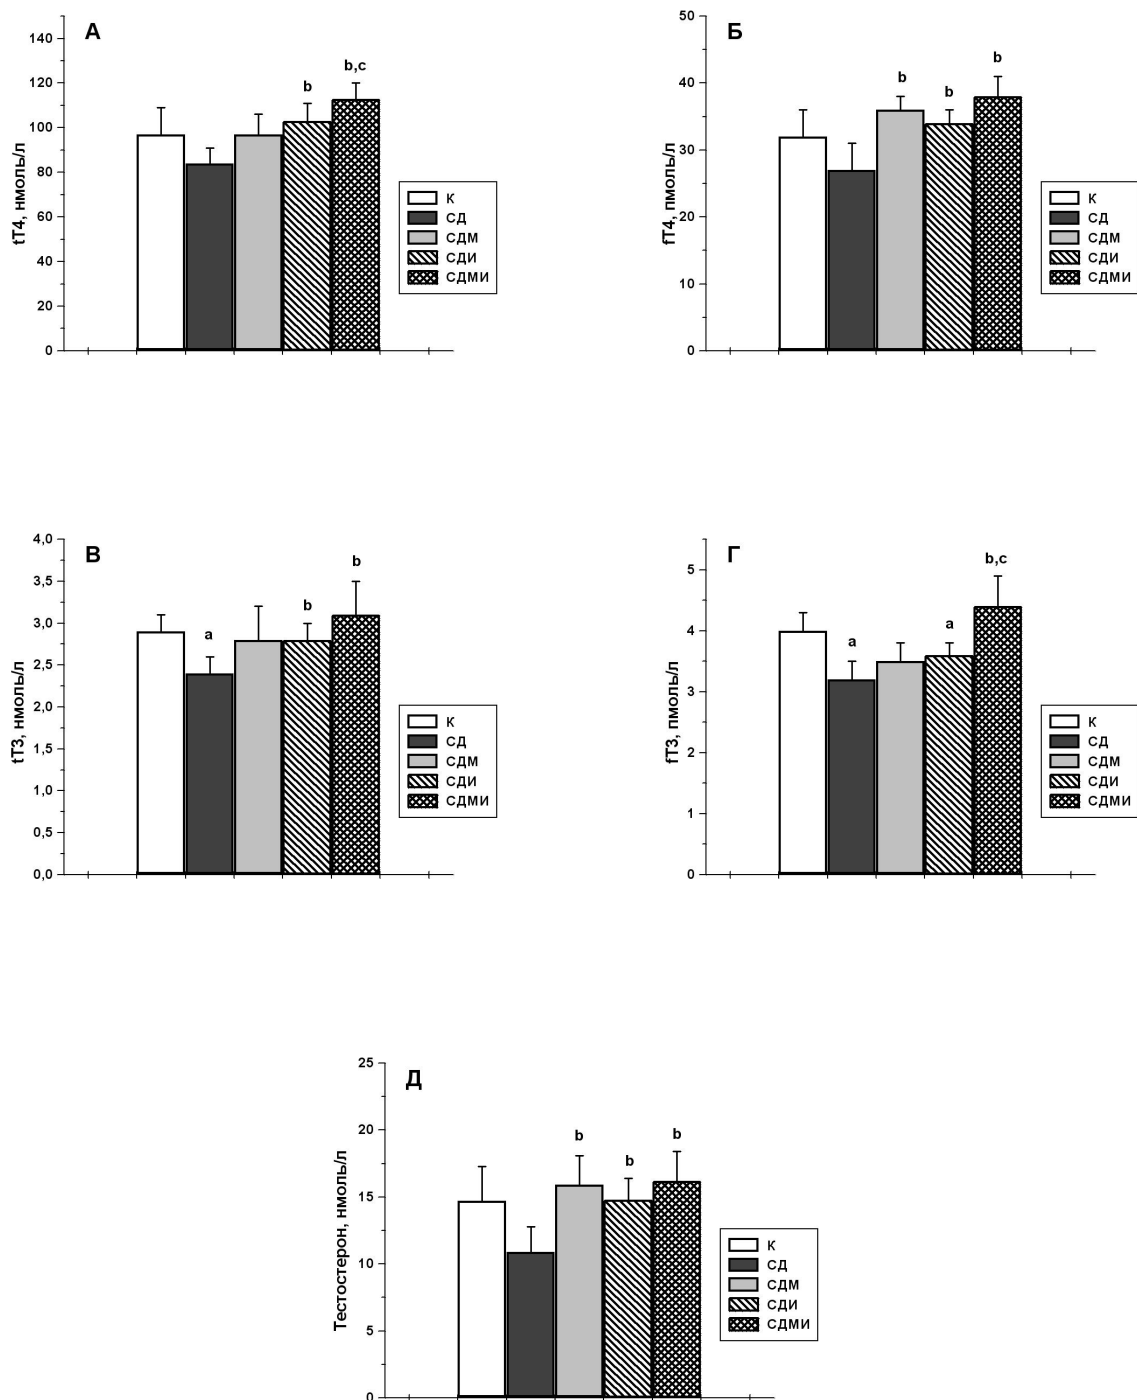 А
tT4, нмоль/л
140
120
100
80
60
40
20
0
b
b,c
К
СД
СДМ
СДИ
СДМИ
Б
fT4, пмоль/л
50
40
30
20
10
0
b
b
b
К
СД
СДМ
СДИ
СДМИ
В
tT3, нмоль/л
4,0
3,5
3,0
2,5
2,0
1,5
1,0
0,5
0,0
a
b
b
К
СД
СДМ
СДИ
СДМИ
Г
fT3, пмоль/л
5
4
3
2
1
0
a
a
b,c
К
СД
СДМ
СДИ
СДМИ
Д
Тестостерон, нмоль/л
25
20
15
10
5
0
b
b
b
К
СД
СДМ
СДИ
СДМИ